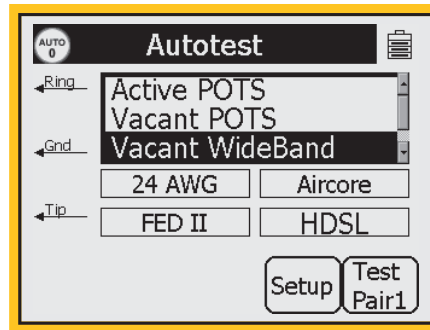 AUTO 0 Autotest
Ring
Active POTS
Vacant POTS
Gnd
Vacant WideBand
24 AWG Aircore
Tip
FED II HDSL
Setup Test Pair1